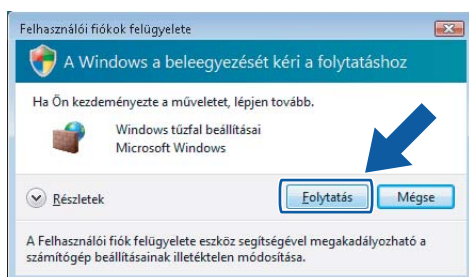 Felhasználói fiókok felügyelete
A Windows a beleegyezését kéri a folytatáshoz
Ha Ön kezdeményezte a műveletet, lépjen tovább.
Windows tűzfal beállításai
Microsoft Windows
Részletek
Folytatás
Mégse
A Felhasználói fiók felügyelete eszköz segítségével megakadályozható a
számítógép beállításainak illetéktelen módosítása.